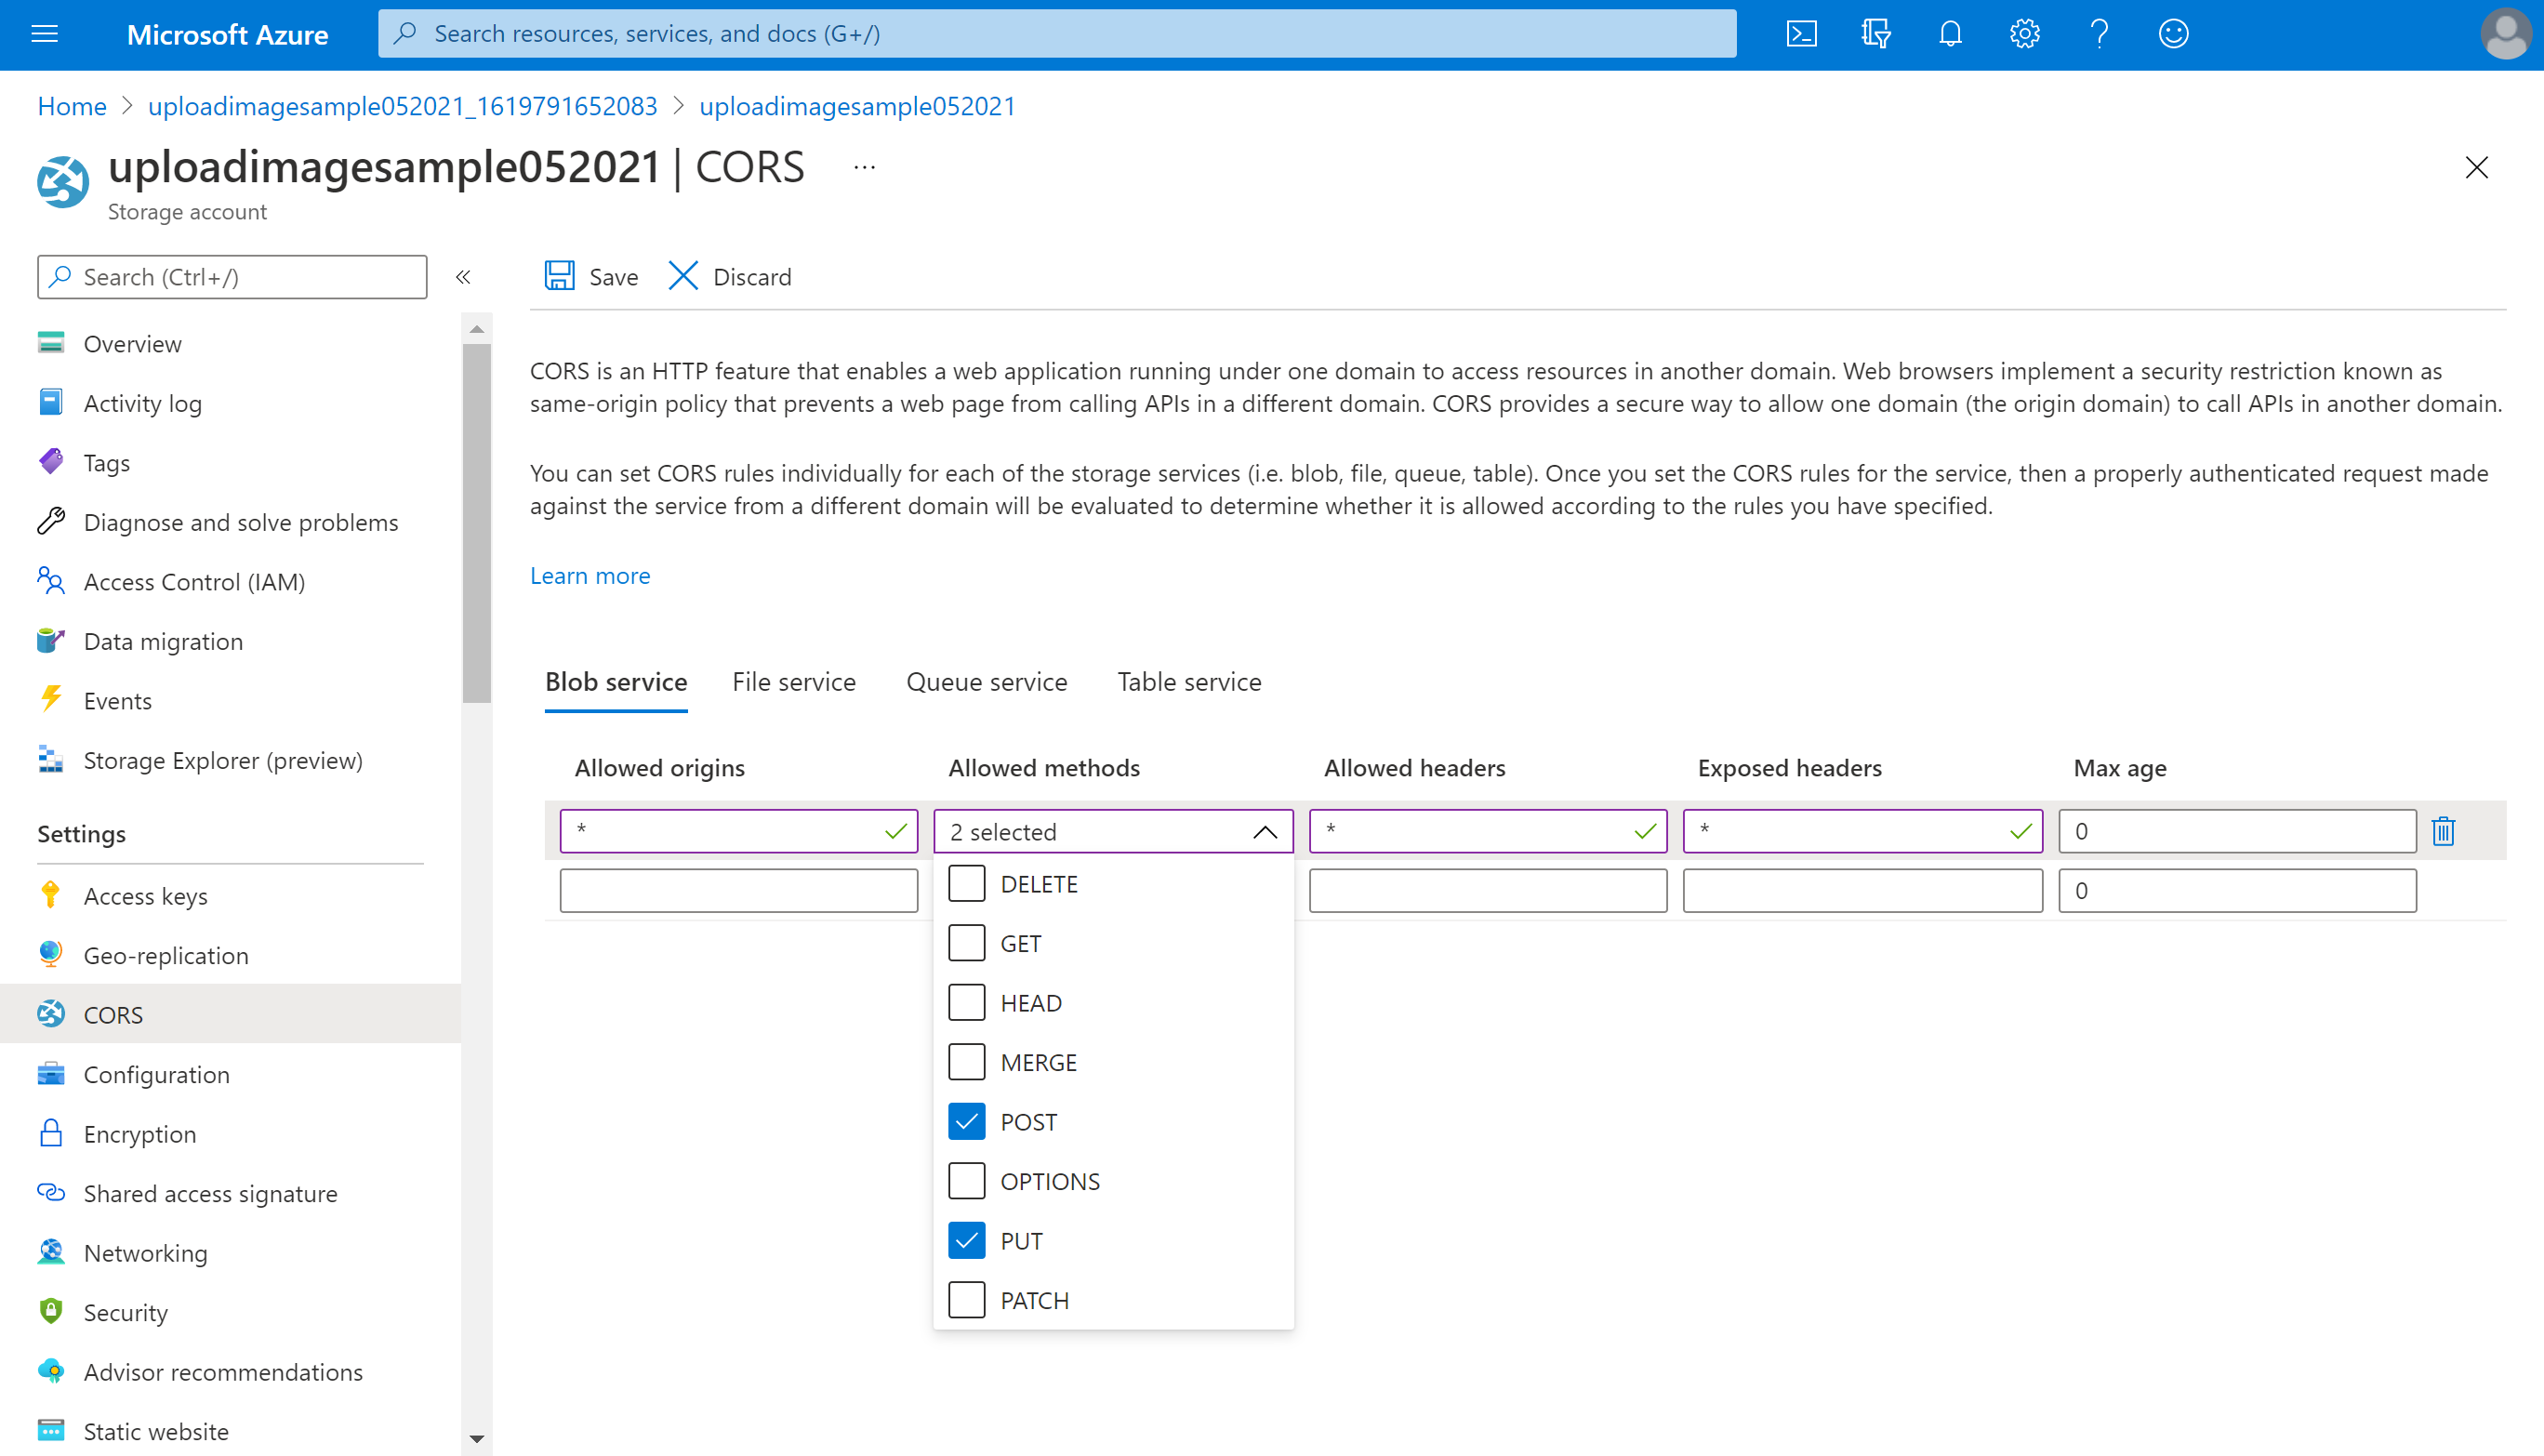 Microsoft Azure
Search resources, services, and docs (G+/)
Home > uploadimagesample052021_1619791652083 > uploadimagesample052021
uploadimagesample052021 | CORS ...
Storage account
Search (Ctrl+/)
«
Overview
Activity log
Tags
Diagnose and solve problems
Access Control (IAM)
Data migration
Events
Storage Explorer (preview)
Settings
Access keys
Geo-replication
CORS
Configuration
Encryption
Shared access signature
Networking
Security
Advisor recommendations
Static website
Save Discard
CORS is an HTTP feature that enables a web application running under one domain to access resources in another domain. Web browsers implement a security restriction known as
same-origin policy that prevents a web page from calling APIs in a different domain. CORS provides a secure way to allow one domain (the origin domain) to call APIs in another domain.
You can set CORS rules individually for each of the storage services (i.e. blob, file, queue, table). Once you set the CORS rules for the service, then a properly authenticated request made
against the service from a different domain will be evaluated to determine whether it is allowed according to the rules you have specified.
Learn more
Blob service File service Queue service Table service
Allowed origins Allowed methods Allowed headers Exposed headers Max age
* 2 selected * * 0
0
DELETE
GET
HEAD
MERGE
POST
OPTIONS
PUT
PATCH